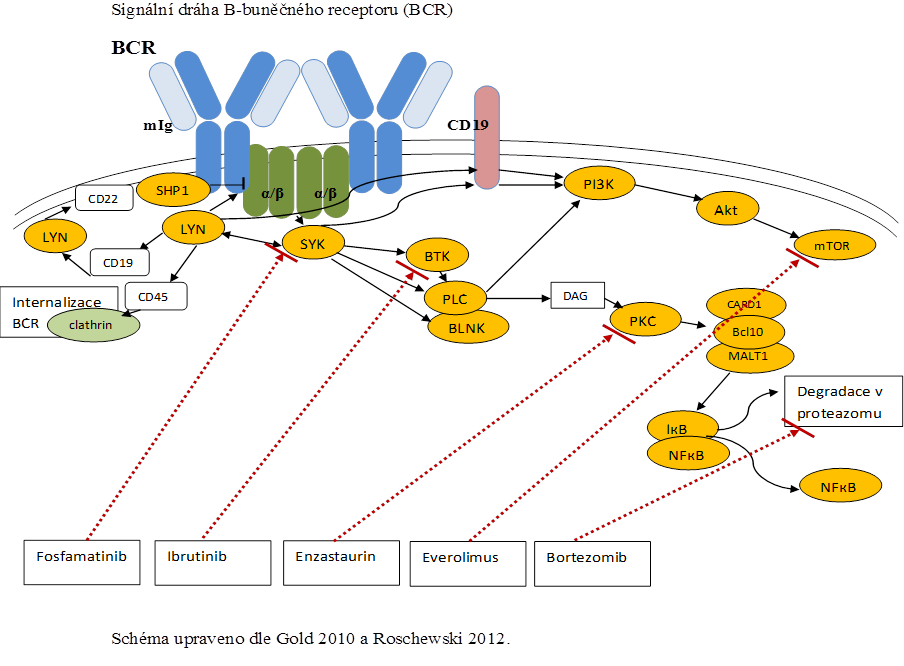 Signální dráha B-buněčného receptoru (BCR)
BCR
mIg
CD19
α/β
α/β
SHP1
CD22
LYN
LYN
CD19
CD45
Internalizace
BCR
clathrin
SYK
BTK
PLC
BLNK
PI3K
Akt
mTOR
DAG
PKC
CARD1
Bcl10
MALT1
IκB
NFκB
Degradace v
proteazomu
NFκB
Fosfamatinib
Ibrutinib
Enzastaurin
Everolimus
Bortezomib
Schéma upraveno dle Gold 2010 a Roschewski 2012.